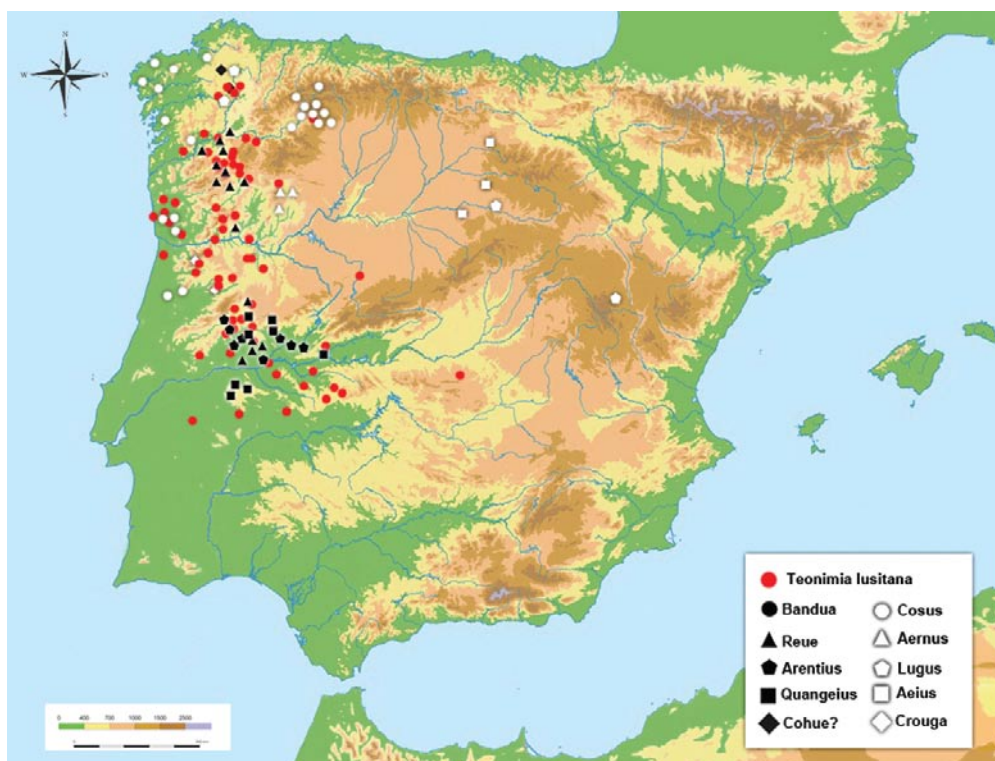 N
W
O
S
Teonimia lusitana
Bandua
Reue
Arentius
Quangeius
Cohue?
Cosus
Aernus
Lugus
Aeius
Crouga
0 400 700 1000 1500 2500